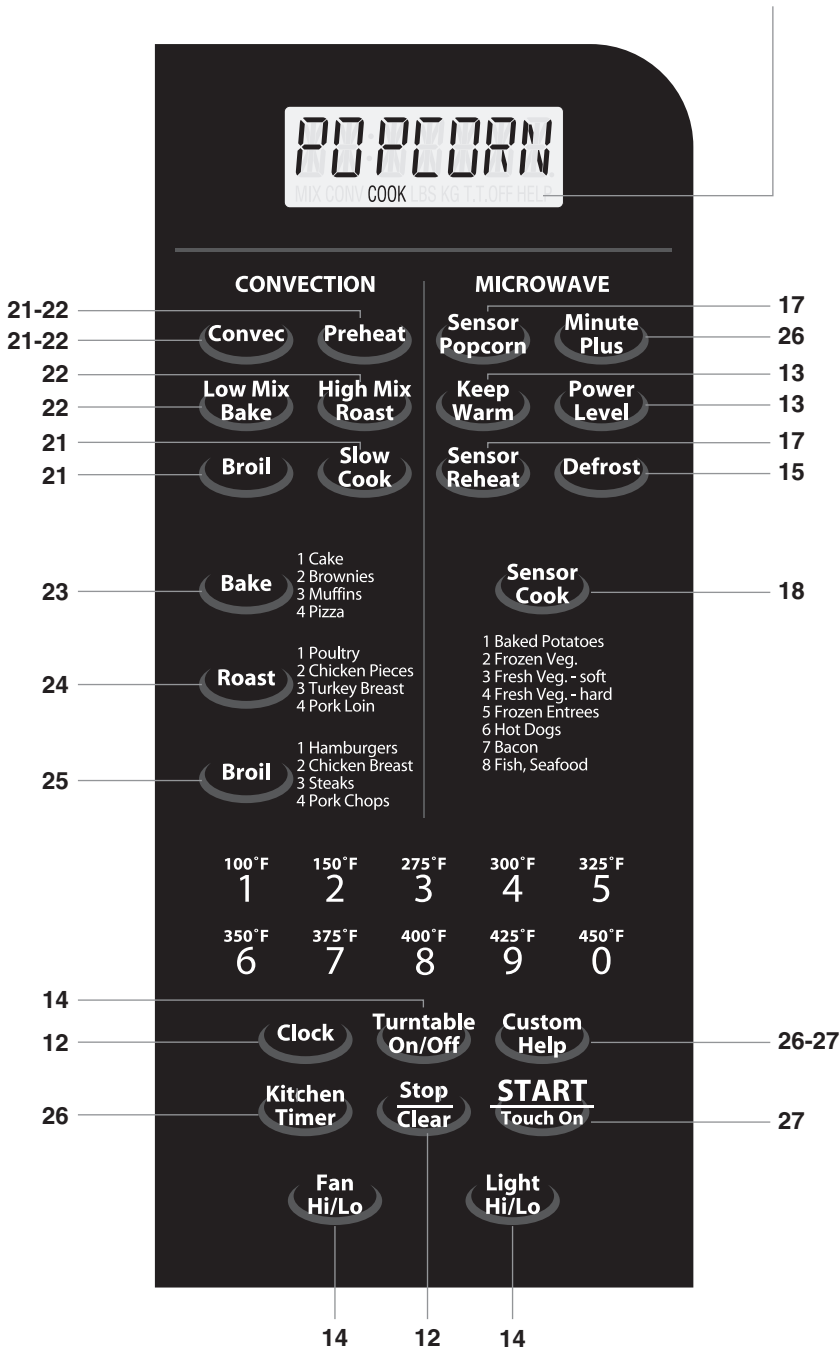 POPCORN
MIX CONV COOK LBS KG T.T.OFF HELP
CONVECTION
MICROWAVE
21-22
21-22
Convec
Preheat
Sensor
Popcorn
Minute
Plus
17
26
22
22
Low Mix
Bake
High Mix
Roast
Keep
Warm
Power
Level
13
13
21
21
Broil
Slow
Cook
Sensor
Reheat
Defrost
17
15
23
Bake
1 Cake
2 Brownies
3 Muffins
4 Pizza
24
Roast
1 Poultry
2 Chicken Pieces
3 Turkey Breast
4 Pork Loin
25
Broil
1 Hamburgers
2 Chicken Breast
3 Steaks
4 Pork Chops
Sensor
Cook
18
1 Baked Potatoes
2 Frozen Veg.
3 Fresh Veg. - soft
4 Fresh Veg. - hard
5 Frozen Entrees
6 Hot Dogs
7 Bacon
8 Fish, Seafood
100˚F 150˚F 275˚F 300˚F 325˚F
1 2 3 4 5
350˚F 375˚F 400˚F 425˚F 450˚F
6 7 8 9 0
14
12
Clock
Turntable
On/Off
Custom
Help
26-27
26
Kitchen
Timer
Stop
Clear
START
Touch On
27
Fan
Hi/Lo
Light
Hi/Lo
14 12 14